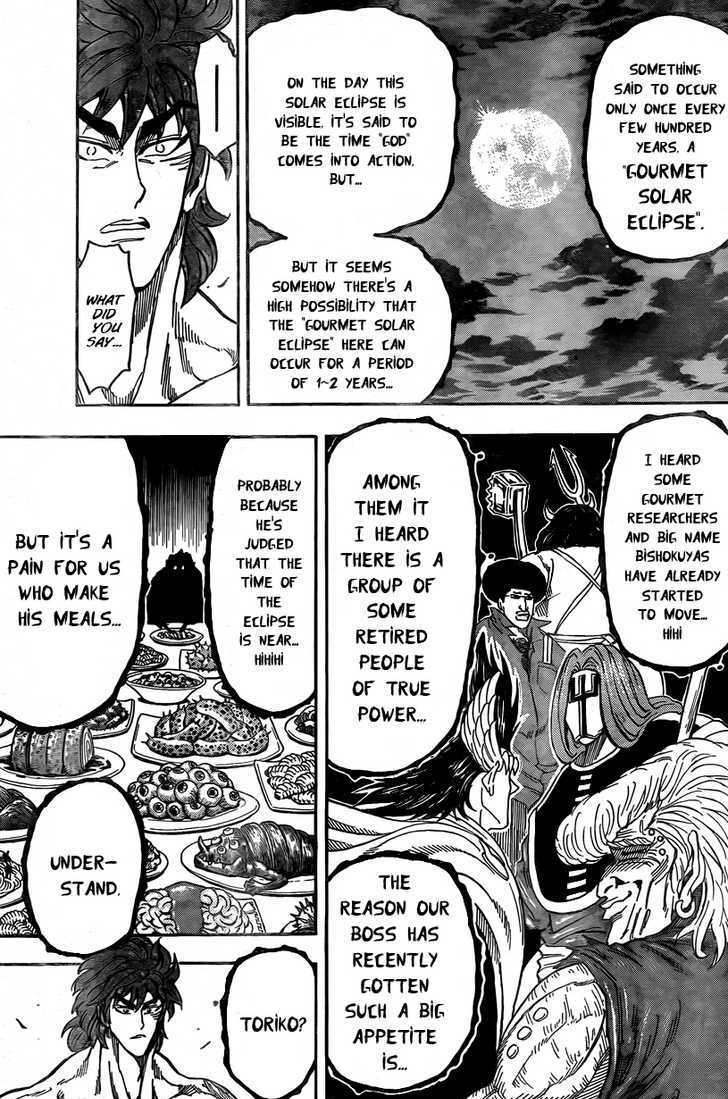 SOMETHING
SAID TO OCCUR
ONLY ONCE EVERY
FEW HUNDRED
YEARS. A
"GOURMET
SOLAR
ECLIPSE".
ON THE DAY THIS
SOLAR ECLIPSE IS
VISIBLE. IT'S SAID TO
BE THE TIME "GOD"
COMES INTO ACTION.
BUT...
BUT IT SEEMS
SOMEHOW THERE'S A
HIGH POSSIBILITY THAT
THE "GOURMET SOLAR
ECLIPSE" HERE CAN
OCCUR FOR A PERIOD
OF 1~2 YEARS...
WHAT
DID
YOU
SAY...
I HEARD
SOME
GOURMET
RESEARCHERS
AND BIG NAME
BISHOKUYAS
HAVE ALREADY
STARTED
TO MOVE...
HIHI
AMONG
THEM IT
I HEARD
THERE IS A
GROUP OF
SOME
RETIRED
PEOPLE
OF TRUE
POWER...
THE
REASON OUR
BOSS HAS
RECENTLY
GOTTEN
SUCH A BIG
APPETITE
IS...
PROBABLY
BECAUSE
HE'S
JUDGED
THAT THE
TIME OF
THE
ECLIPSE
IS NEAR...
HIHIHI
BUT IT'S A
PAIN FOR US
WHO MAKE
HIS MEALS...
UNDER-
STAND.
TORIKO?